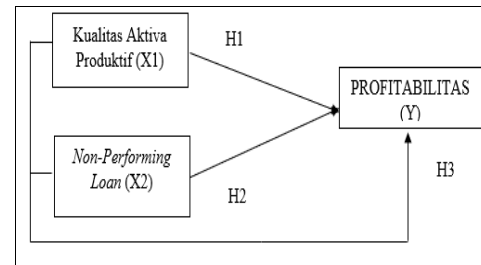 Kualitas Aktiva
Produktif (X1)
H1
PROFITABILITAS
(Y)
Non-Performing
Loan (X2)
H2
H3